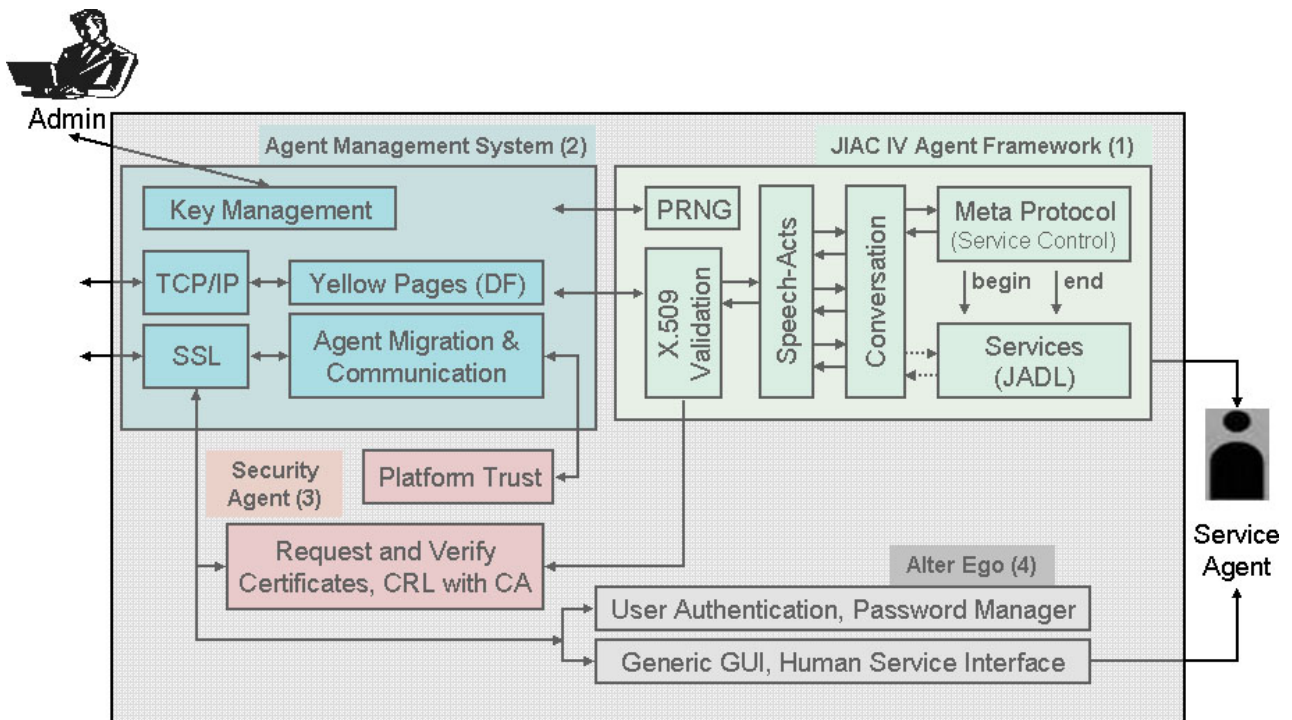 Admin
Agent Management System (2)
JIAC IV Agent Framework (1)
Key Management
TCP/IP
Yellow Pages (DF)
SSL
Agent Migration &
Communication
PRNG
X.509
Validation
Speech-Acts
Conversation
Meta Protocol
(Service Control)
begin
end
Services
(JADL)
Security
Agent (3)
Platform Trust
Request and Verify
Certificates, CRL with CA
Service
Agent
Alter Ego (4)
User Authentication, Password Manager
Generic GUI, Human Service Interface